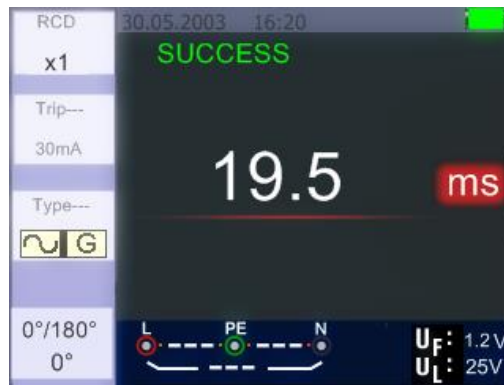 RCD
30.05.2003 16:20
x1
SUCCESS
Trip---
30mA
19.5
ms
Type---
G
0°/180°
0°
L PE N
UF: 1.2V
UL: 25V